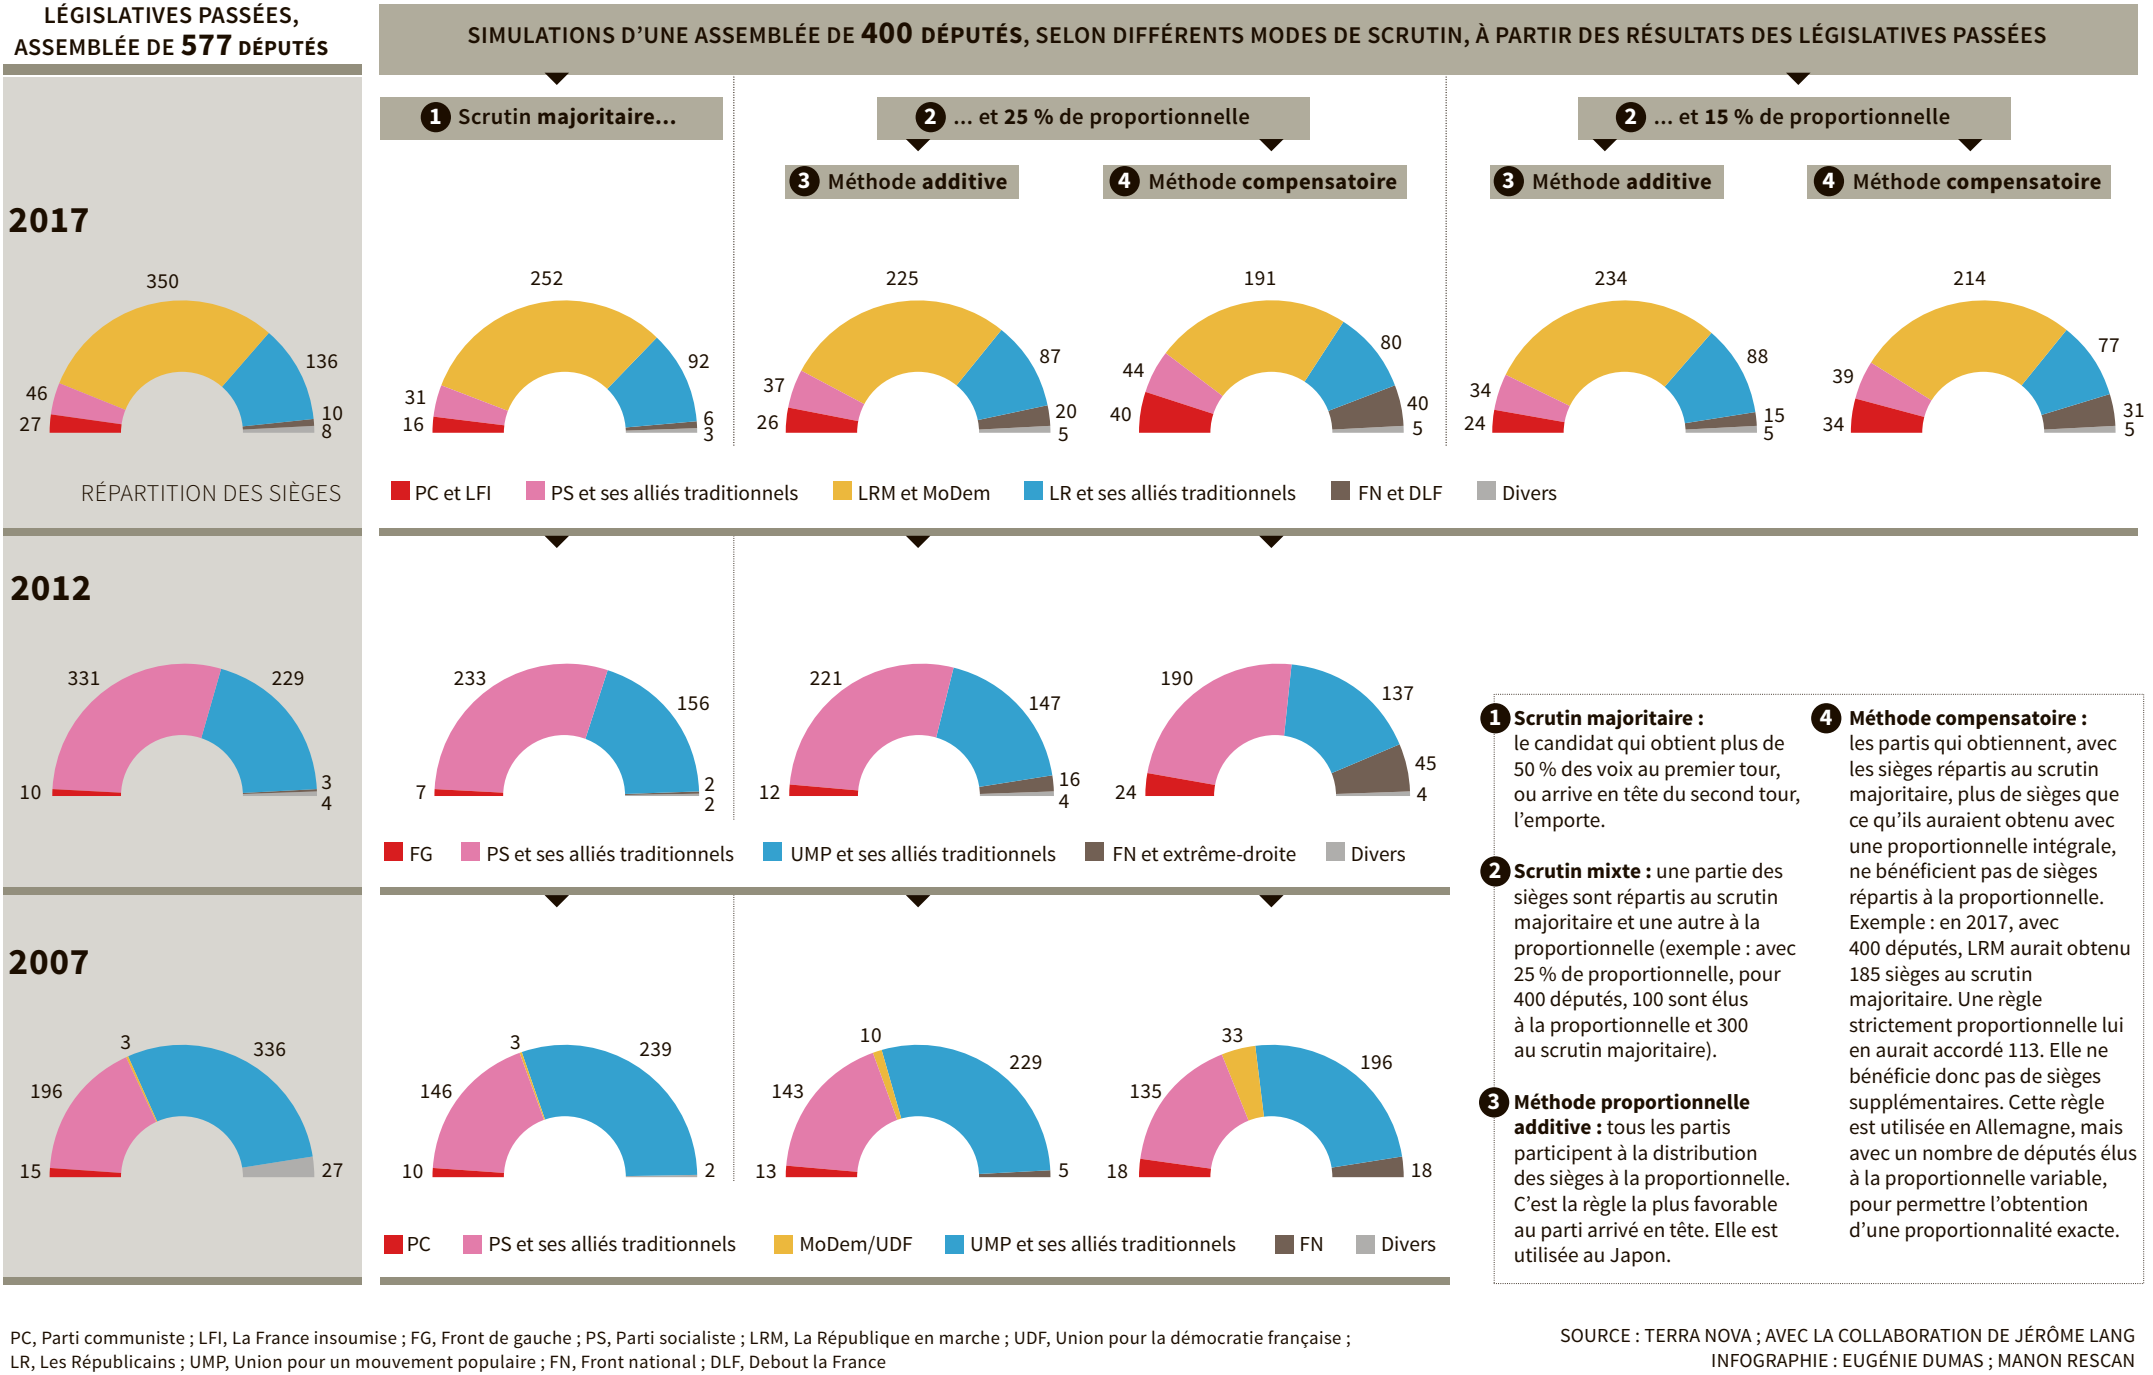 LÉGISLATIVES PASSÉES,
ASSEMBLÉE DE 577 DÉPUTÉS
SIMULATIONS D’UNE ASSEMBLÉE DE 400 DÉPUTÉS, SELON DIFFÉRENTS MODES DE SCRUTIN, À PARTIR DES RÉSULTATS DES LÉGISLATIVES PASSÉES
1 Scrutin majoritaire...
2 ... et 25 % de proportionnelle
2 ... et 15 % de proportionnelle
3 Méthode additive
4 Méthode compensatoire
3 Méthode additive
4 Méthode compensatoire
2017
350
136
46
10
27
8
252
92
31
6
16
3
225
87
37
20
26
5
191
80
44
40
40
5
234
88
34
15
24
5
214
77
39
31
34
5
RÉPARTITION DES SIÈGES
PC et LFI
PS et ses alliés traditionnels
LRM et MoDem
LR et ses alliés traditionnels
FN et DLF
Divers
2012
331
229
10
3
4
233
156
7
2
2
221
147
12
16
4
190
137
24
45
4
FG
PS et ses alliés traditionnels
UMP et ses alliés traditionnels
FN et extrême-droite
Divers
2007
3
336
196
15
27
3
239
146
10
2
10
229
143
13
5
33
196
135
18
18
PC
PS et ses alliés traditionnels
MoDem/UDF
UMP et ses alliés traditionnels
FN
Divers
1 Scrutin majoritaire :
le candidat qui obtient plus de
50 % des voix au premier tour,
ou arrive en tête du second tour,
l’emporte.
2 Scrutin mixte : une partie des
sièges sont répartis au scrutin
majoritaire et une autre à la
proportionnelle (exemple : avec
25 % de proportionnelle, pour
400 députés, 100 sont élus
à la proportionnelle et 300
au scrutin majoritaire).
3 Méthode proportionnelle
additive : tous les partis
participent à la distribution
des sièges à la proportionnelle.
C’est la règle la plus favorable
au parti arrivé en tête. Elle est
utilisée au Japon.
4 Méthode compensatoire :
les partis qui obtiennent, avec
les sièges répartis au scrutin
majoritaire, plus de sièges que
ce qu’ils auraient obtenu avec
une proportionnelle intégrale,
ne bénéficient pas de sièges
répartis à la proportionnelle.
Exemple : en 2017, avec
400 députés, LRM aurait obtenu
185 sièges au scrutin
majoritaire. Une règle
strictement proportionnelle lui
en aurait accordé 113. Elle ne
bénéficie donc pas de sièges
supplémentaires. Cette règle
est utilisée en Allemagne, mais
avec un nombre de députés élus
à la proportionnelle variable,
pour permettre l’obtention
d’une proportionnalité exacte.
PC, Parti communiste ; LFI, La France insoumise ; FG, Front de gauche ; PS, Parti socialiste ; LRM, La République en marche ; UDF, Union pour la démocratie française ;
LR, Les Républicains ; UMP, Union pour un mouvement populaire ; FN, Front national ; DLF, Debout la France
SOURCE : TERRA NOVA ; AVEC LA COLLABORATION DE JÉRÔME LANG
INFOGRAPHIE : EUGÉNIE DUMAS ; MANON RESCAN